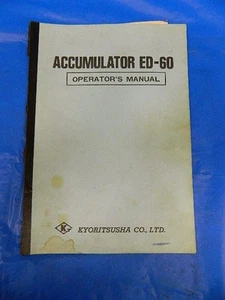 ACCUMULATOR ED-60
OPERATOR'S MANUAL
KYORITSUSHA CO., LTD.